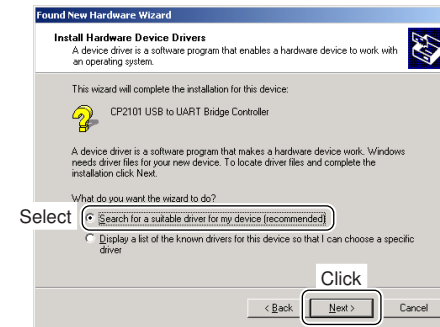 Found New Hardware Wizard
Install Hardware Device Drivers
A device driver is a software program that enables a hardware device to work with
an operating system.
This wizard will complete the installation for this device:
CP2101 USB to UART Bridge Controller
A device driver is a software program that makes a hardware device work. Windows
needs driver files for your new device. To locate driver files and complete the
installation click Next.
What do you want the wizard to do?
Select
Search for a suitable driver for my device (recommended)
Display a list of the known drivers for this device so that I can choose a specific
driver
Click
< Back
Next >
Cancel